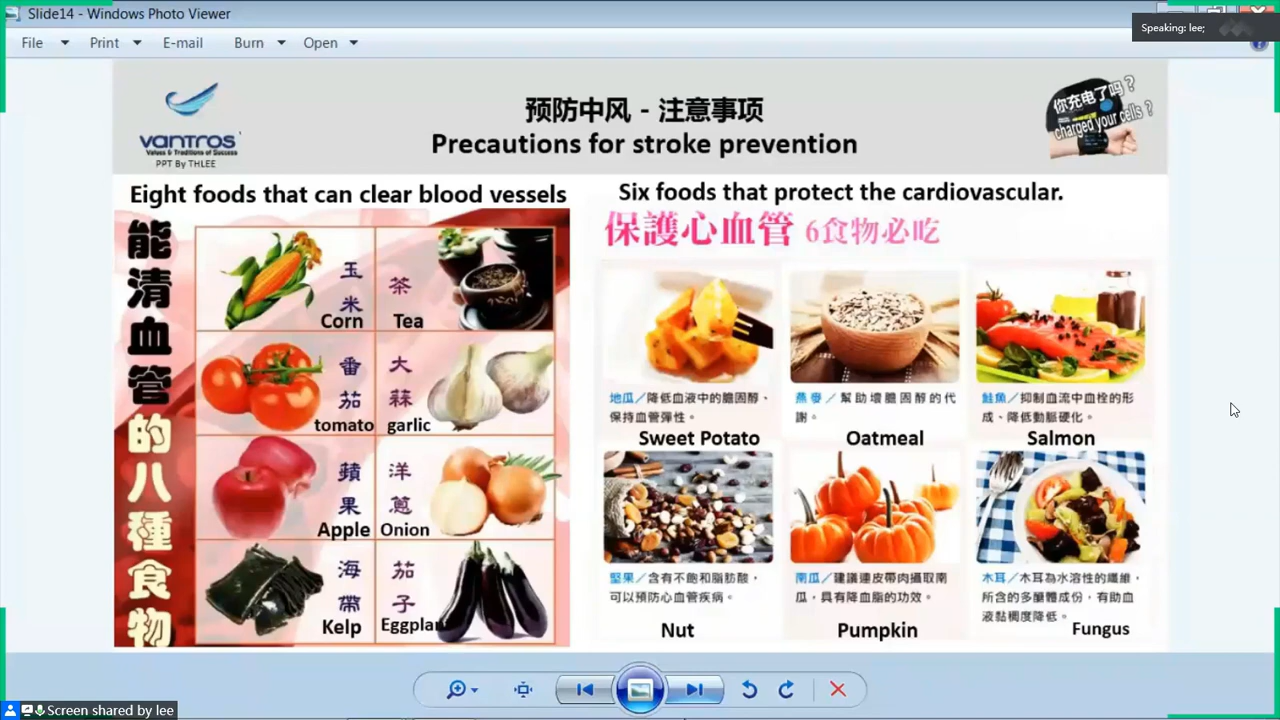 Slide14 - Windows Photo Viewer
Speaking: lee;
File Print E-mail Burn Open
vantros
Values & Traditions of Success
PPT By THLEE
预防中风 - 注意事项
Precautions for stroke prevention
你充电了吗？
charged your cells ?
Eight foods that can clear blood vessels
能清血管的八種食物
玉米
Corn
茶
Tea
番茄
tomato
大蒜
garlic
蘋果
Apple
洋蔥
Onion
海帶
Kelp
茄子
Eggplan
Six foods that protect the cardiovascular.
保護心血管 6食物必吃
地瓜／降低血液中的膽固醇、
保持血管彈性。
Sweet Potato
燕麥／幫助壞膽固醇的代
謝。
Oatmeal
鮭魚／抑制血流中血栓的形
成、降低動脈硬化。
Salmon
堅果／含有不飽和脂肪酸，
可以預防心血管疾病。
Nut
南瓜／建議連皮帶肉攝取南
瓜，具有降血脂的功效。
Pumpkin
木耳／木耳為水溶性的纖維，
所含的多醣體成份，有助血
液黏稠度降低。
Fungus
Screen shared by lee